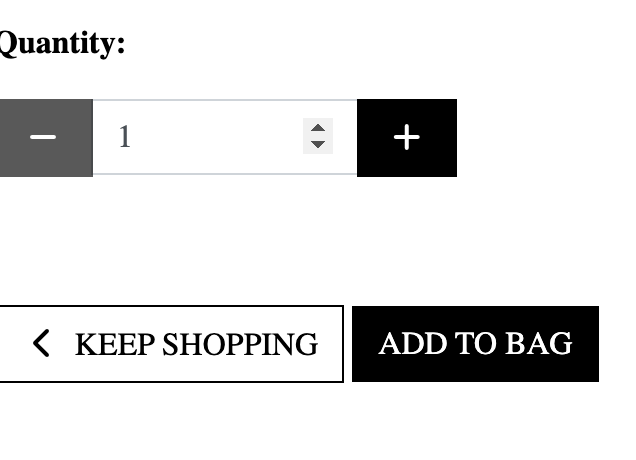 Quantity:
− 1 +
KEEP SHOPPING ADD TO BAG